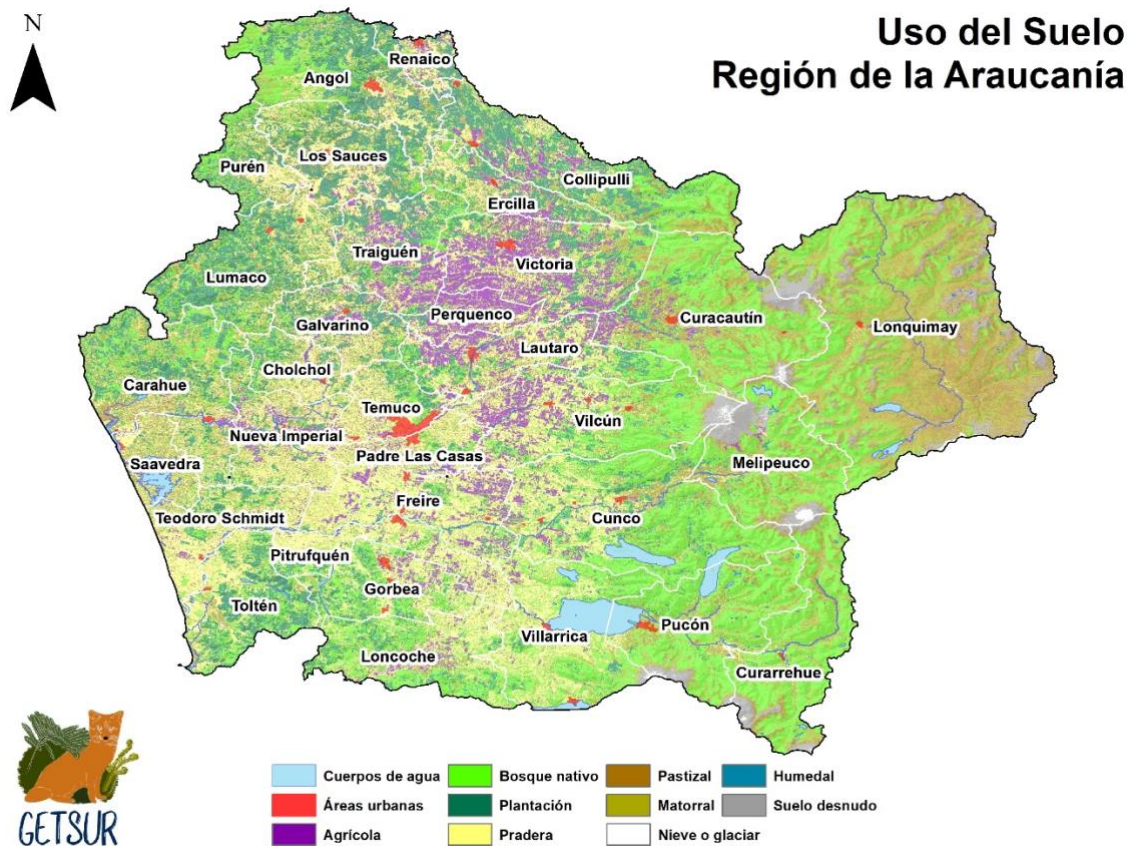 N
Uso del Suelo
Región de la Araucanía
Renaico
Angol
Los Sauces
Purén
Collipulli
Ercilla
Traiguén
Victoria
Lumaco
Perquenco
Curacautín
Lonquimay
Galvarino
Lautaro
Cholchol
Carahue
Temuco
Vilcún
Nueva Imperial
Padre Las Casas
Saavedra
Melipeuco
Freire
Teodoro Schmidt
Cunco
Pitrufquén
Gorbea
Toltén
Villarrica
Pucón
Loncoche
Curarrehue
GETSUR
Cuerpos de agua
Bosque nativo
Pastizal
Humedal
Áreas urbanas
Plantación
Matorral
Suelo desnudo
Agrícola
Pradera
Nieve o glaciar